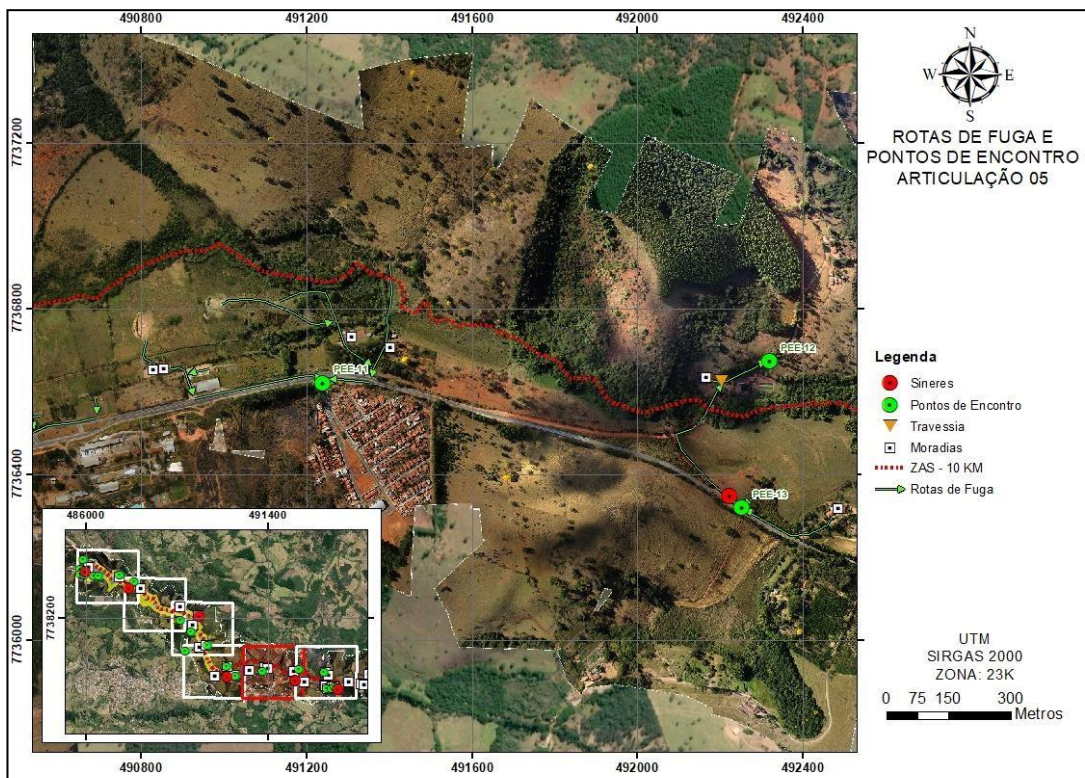 490800 491200 491600 492000 492400
N
W E
S
ROTAS DE FUGA E
PONTOS DE ENCONTRO
ARTICULAÇÃO 05
7737200
7736800
7736400
7736000
PEE-12
PEE-11
PEE-13
Legenda
Sineres
Pontos de Encontro
Travessia
Moradias
ZAS - 10 KM
Rotas de Fuga
486000 491400
7738200
UTM
SIRGAS 2000
ZONA: 23K
0 75 150 300
Metros
490800 491200 491600 492000 492400